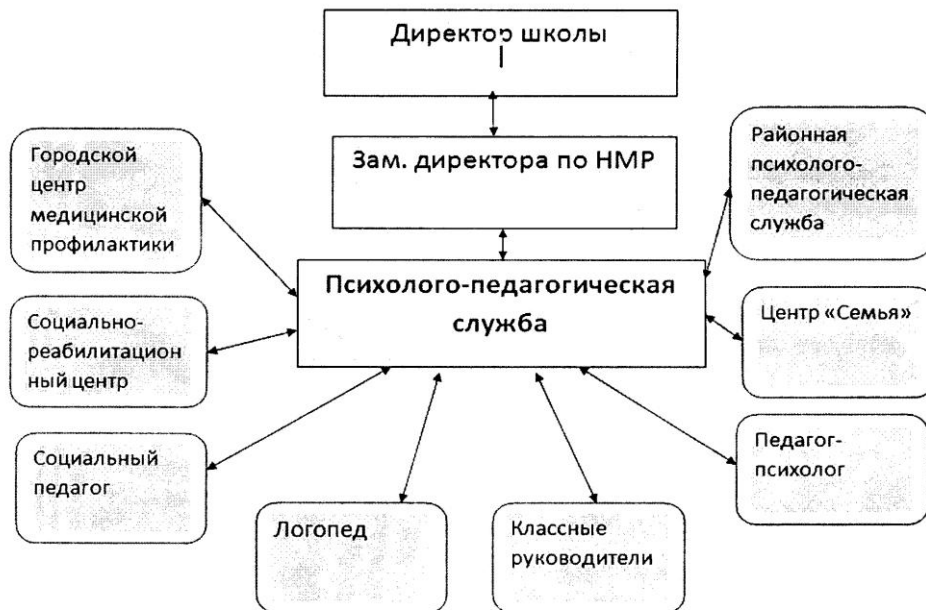 Директор школы
Зам. директора по НМР
Городской
центр
медицинской
профилактики
Районная
психолого-
педагогическая
служба
Психолого-педагогическая
служба
Социально-
реабилитацион
ный центр
Центр «Семья»
Социальный
педагог
Педагог-
психолог
Логопед
Классные
руководители